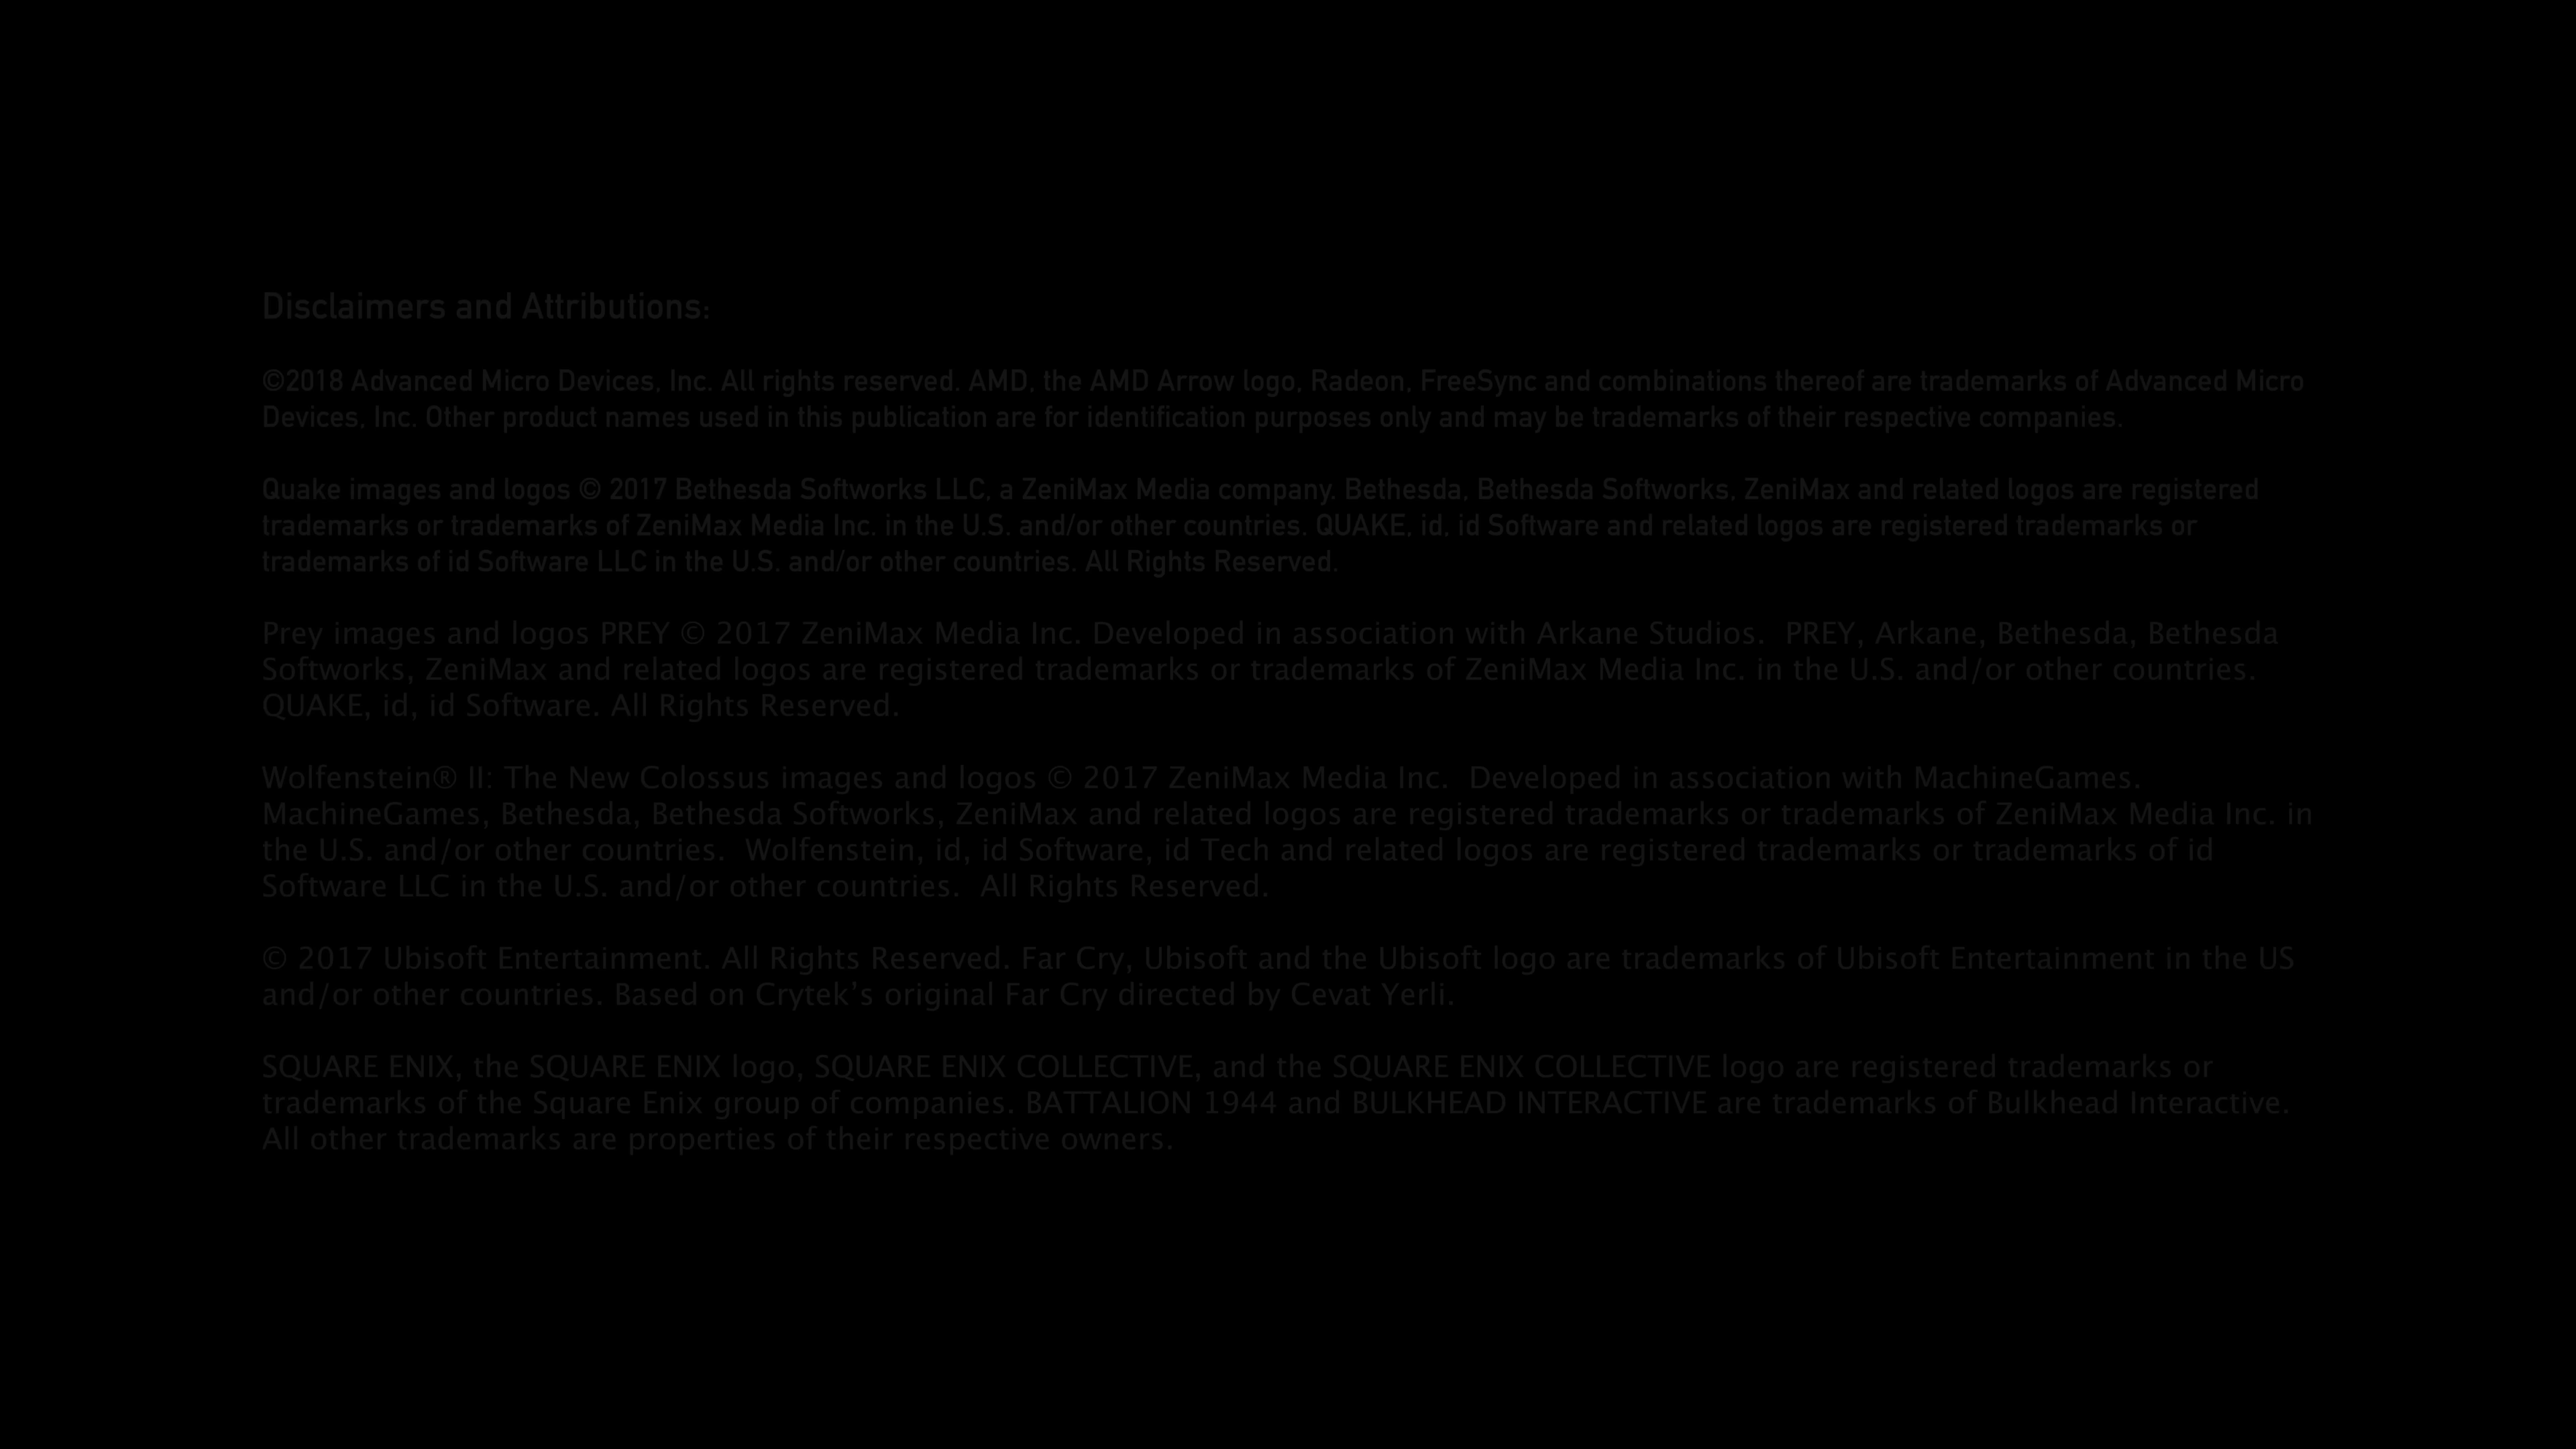 Disclaimers and Attributions:
©2018 Advanced Micro Devices, Inc. All rights reserved. AMD, the AMD Arrow logo, Radeon, FreeSync and combinations thereof are trademarks of Advanced Micro
Devices, Inc. Other product names used in this publication are for identification purposes only and may be trademarks of their respective companies.
Quake images and logos © 2017 Bethesda Softworks LLC, a ZeniMax Media company. Bethesda, Bethesda Softworks, ZeniMax and related logos are registered
trademarks or trademarks of ZeniMax Media Inc. in the U.S. and/or other countries. QUAKE, id, id Software and related logos are registered trademarks or
trademarks of id Software LLC in the U.S. and/or other countries. All Rights Reserved.
Prey images and logos PREY © 2017 ZeniMax Media Inc. Developed in association with Arkane Studios.  PREY, Arkane, Bethesda, Bethesda
Softworks, ZeniMax and related logos are registered trademarks or trademarks of ZeniMax Media Inc. in the U.S. and/or other countries.
QUAKE, id, id Software. All Rights Reserved.
Wolfenstein® II: The New Colossus images and logos © 2017 ZeniMax Media Inc.  Developed in association with MachineGames.
MachineGames, Bethesda, Bethesda Softworks, ZeniMax and related logos are registered trademarks or trademarks of ZeniMax Media Inc. in
the U.S. and/or other countries.  Wolfenstein, id, id Software, id Tech and related logos are registered trademarks or trademarks of id
Software LLC in the U.S. and/or other countries.  All Rights Reserved.
© 2017 Ubisoft Entertainment. All Rights Reserved. Far Cry, Ubisoft and the Ubisoft logo are trademarks of Ubisoft Entertainment in the US
and/or other countries. Based on Crytek’s original Far Cry directed by Cevat Yerli.
SQUARE ENIX, the SQUARE ENIX logo, SQUARE ENIX COLLECTIVE, and the SQUARE ENIX COLLECTIVE logo are registered trademarks or
trademarks of the Square Enix group of companies. BATTALION 1944 and BULKHEAD INTERACTIVE are trademarks of Bulkhead Interactive.
All other trademarks are properties of their respective owners.